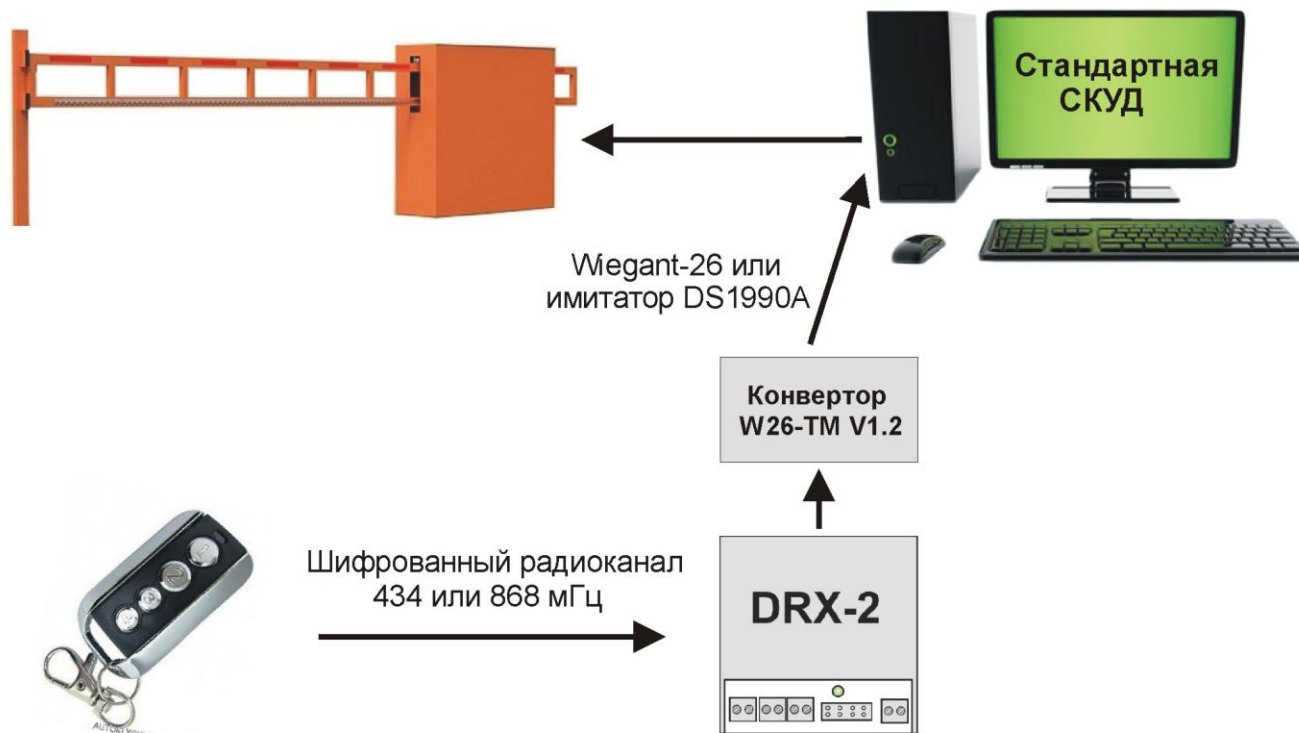 Стандартная
СКУД
Wiegant-26 или
имитатор DS1990A
Конвертор
W26-TM V1.2
Шифрованный радиоканал
434 или 868 мГц
DRX-2